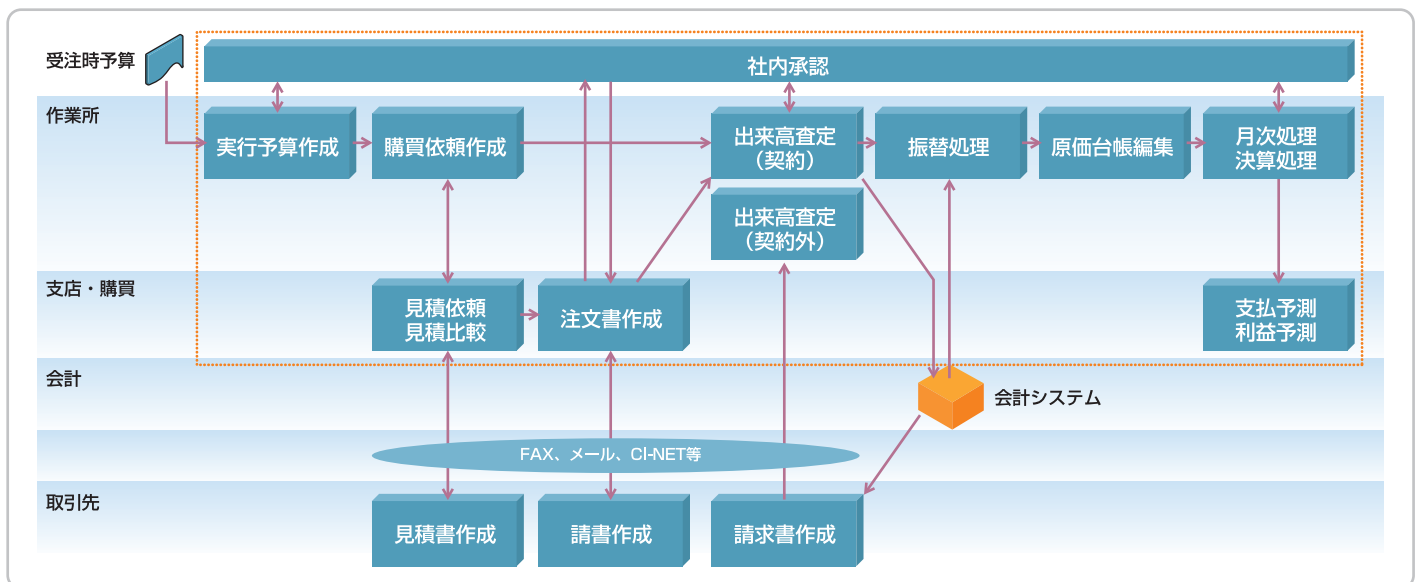 受注時予算
社内承認
作業所
実行予算作成
購買依頼作成
出来高査定
（契約）
振替処理
原価台帳編集
月次処理
決算処理
出来高査定
（契約外）
支店・購買
見積依頼
見積比較
注文書作成
支払予測
利益予測
会計
会計システム
FAX、メール、CI-NET等
取引先
見積書作成
請書作成
請求書作成